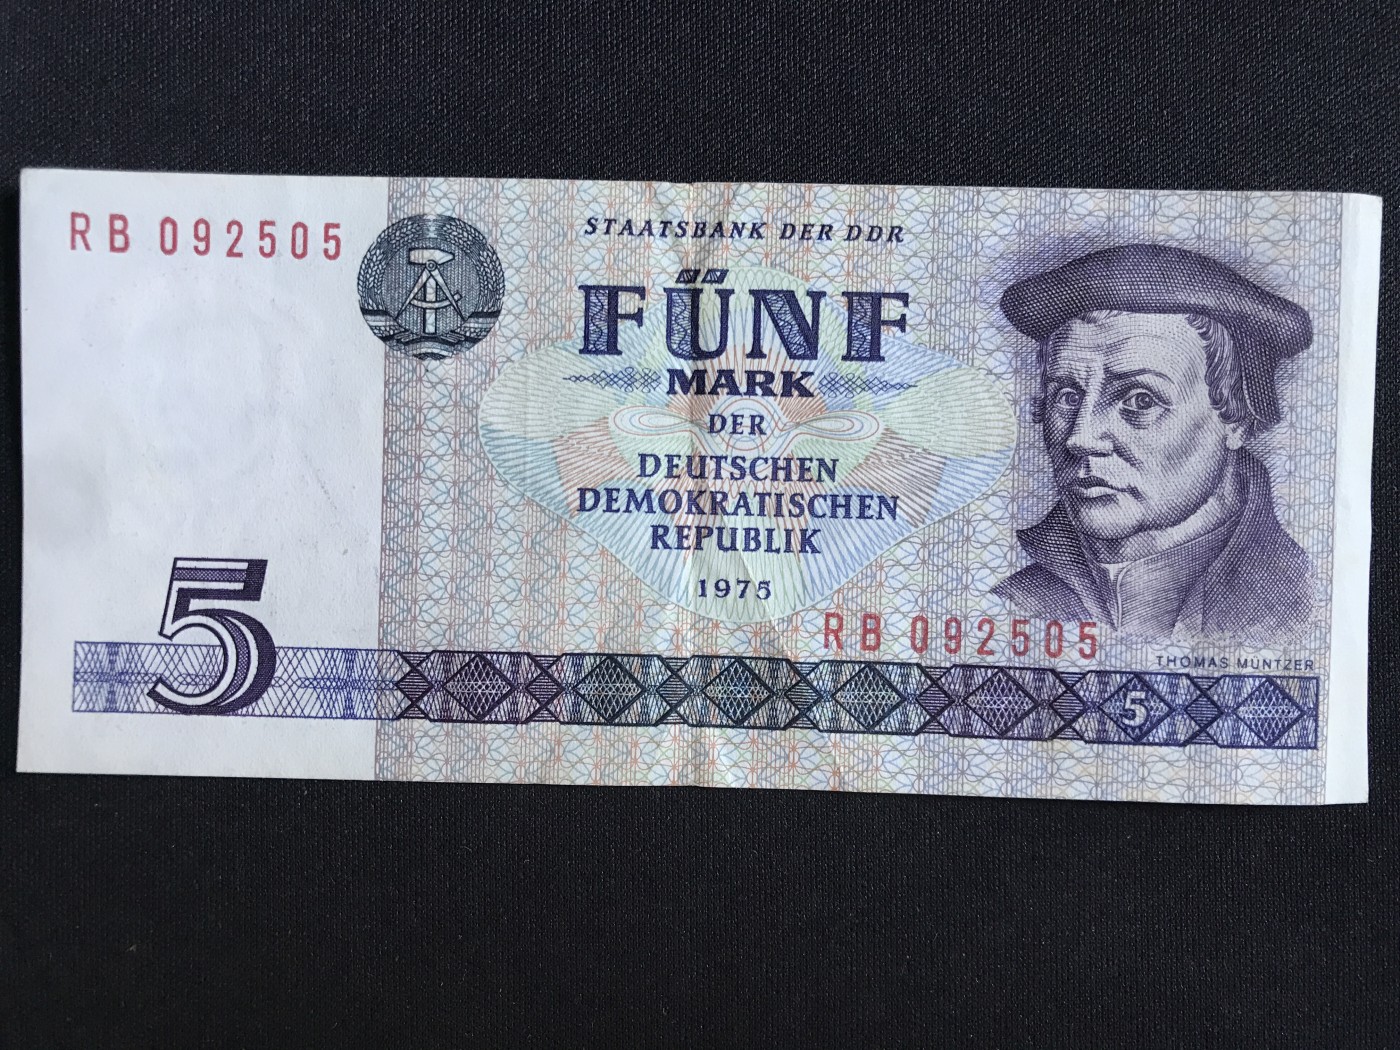 RB 092505
STAATSBANK DER DDR
FÜNF
MARK
DER
DEUTSCHEN
DEMOKRATISCHEN
REPUBLIK
1975
RB 092505
THOMAS MÜNTZER
5
5